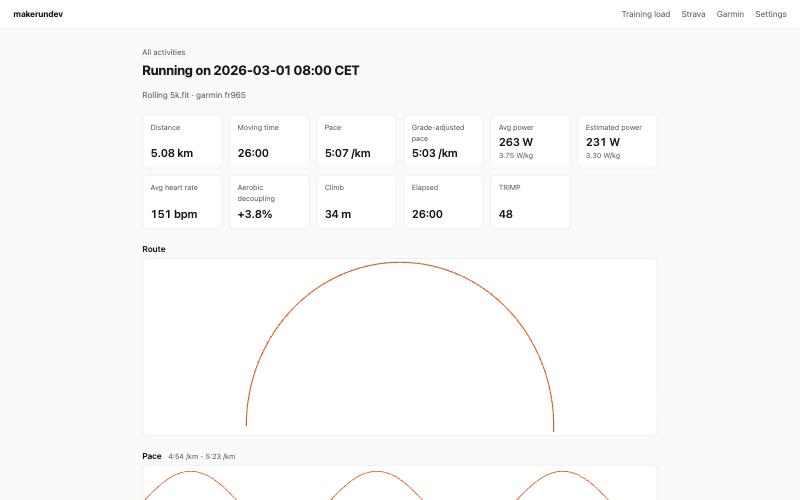 makerundev
Training load Strava Garmin Settings
All activities
Running on 2026-03-01 08:00 CET
Rolling 5k.fit · garmin fr965
Distance
5.08 km
Moving time
26:00
Pace
5:07 /km
Grade-adjusted
pace
5:03 /km
Avg power
263 W
3.75 W/kg
Estimated power
231 W
3.30 W/kg
Avg heart rate
151 bpm
Aerobic
decoupling
+3.8%
Climb
34 m
Elapsed
26:00
TRIMP
48
Route
Pace 4:54 /km - 5:23 /km